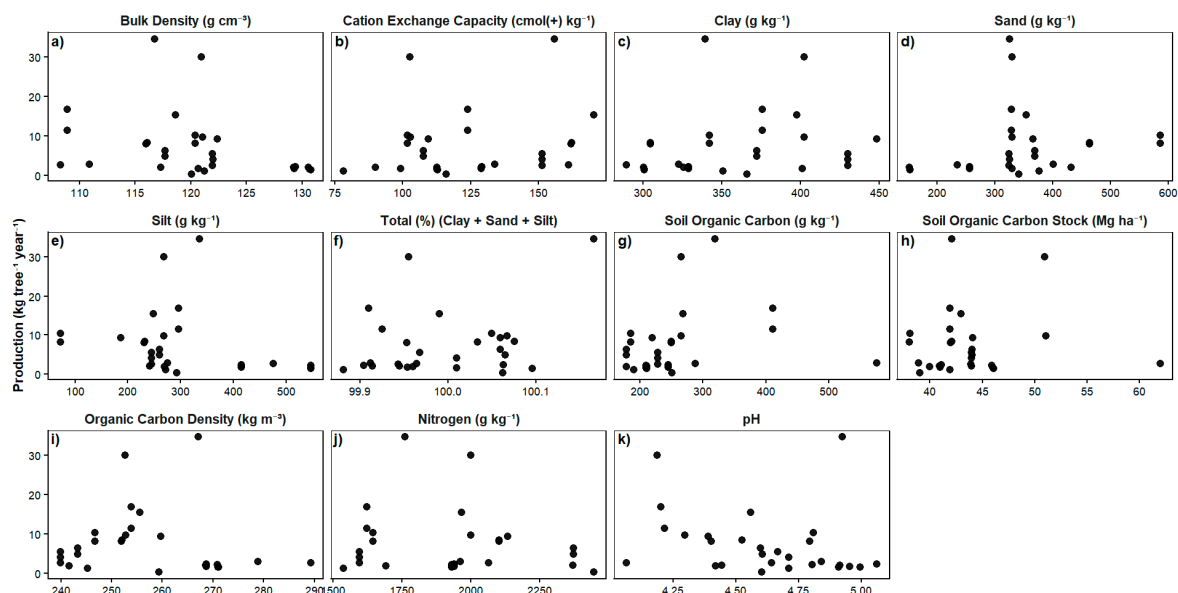 Bulk Density (g cm⁻³) Cation Exchange Capacity (cmol(+) kg⁻¹) Clay (g kg⁻¹) Sand (g kg⁻¹)
a) b) c) d)
30
20
10
0
110 120 130 75 100 125 150 300 350 400 450 200 300 400 500 600
Silt (g kg⁻¹) Total (%) (Clay + Sand + Silt) Soil Organic Carbon (g kg⁻¹) Soil Organic Carbon Stock (Mg ha⁻¹)
e) f) g) h)
Production (kg tree⁻¹ year⁻¹)
30
20
10
0
100 200 300 400 500 99.9 100.0 100.1 200 300 400 500 40 50 60
Organic Carbon Density (kg m⁻³) Nitrogen (g kg⁻¹) pH
i) j) k)
30
20
10
0
240 250 260 270 280 290 1500 1750 2000 2250 4.25 4.50 4.75 5.00